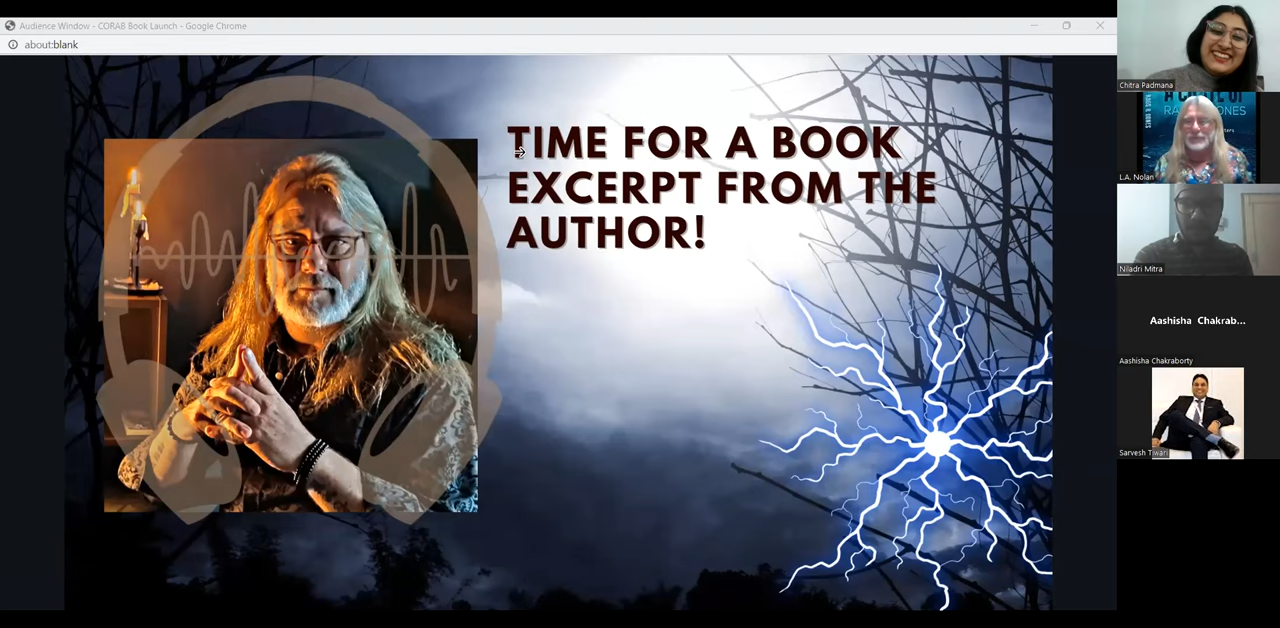 Audience Window - CORAB Book Launch - Google Chrome
about:blank
TIME FOR A BOOK
EXCERPT FROM THE
AUTHOR!
Chitra Padmana
L.A. Nolan
Niladri Mitra
Aashisha Chakrab...
Aashisha Chakraborty
Sarvesh Tiwari